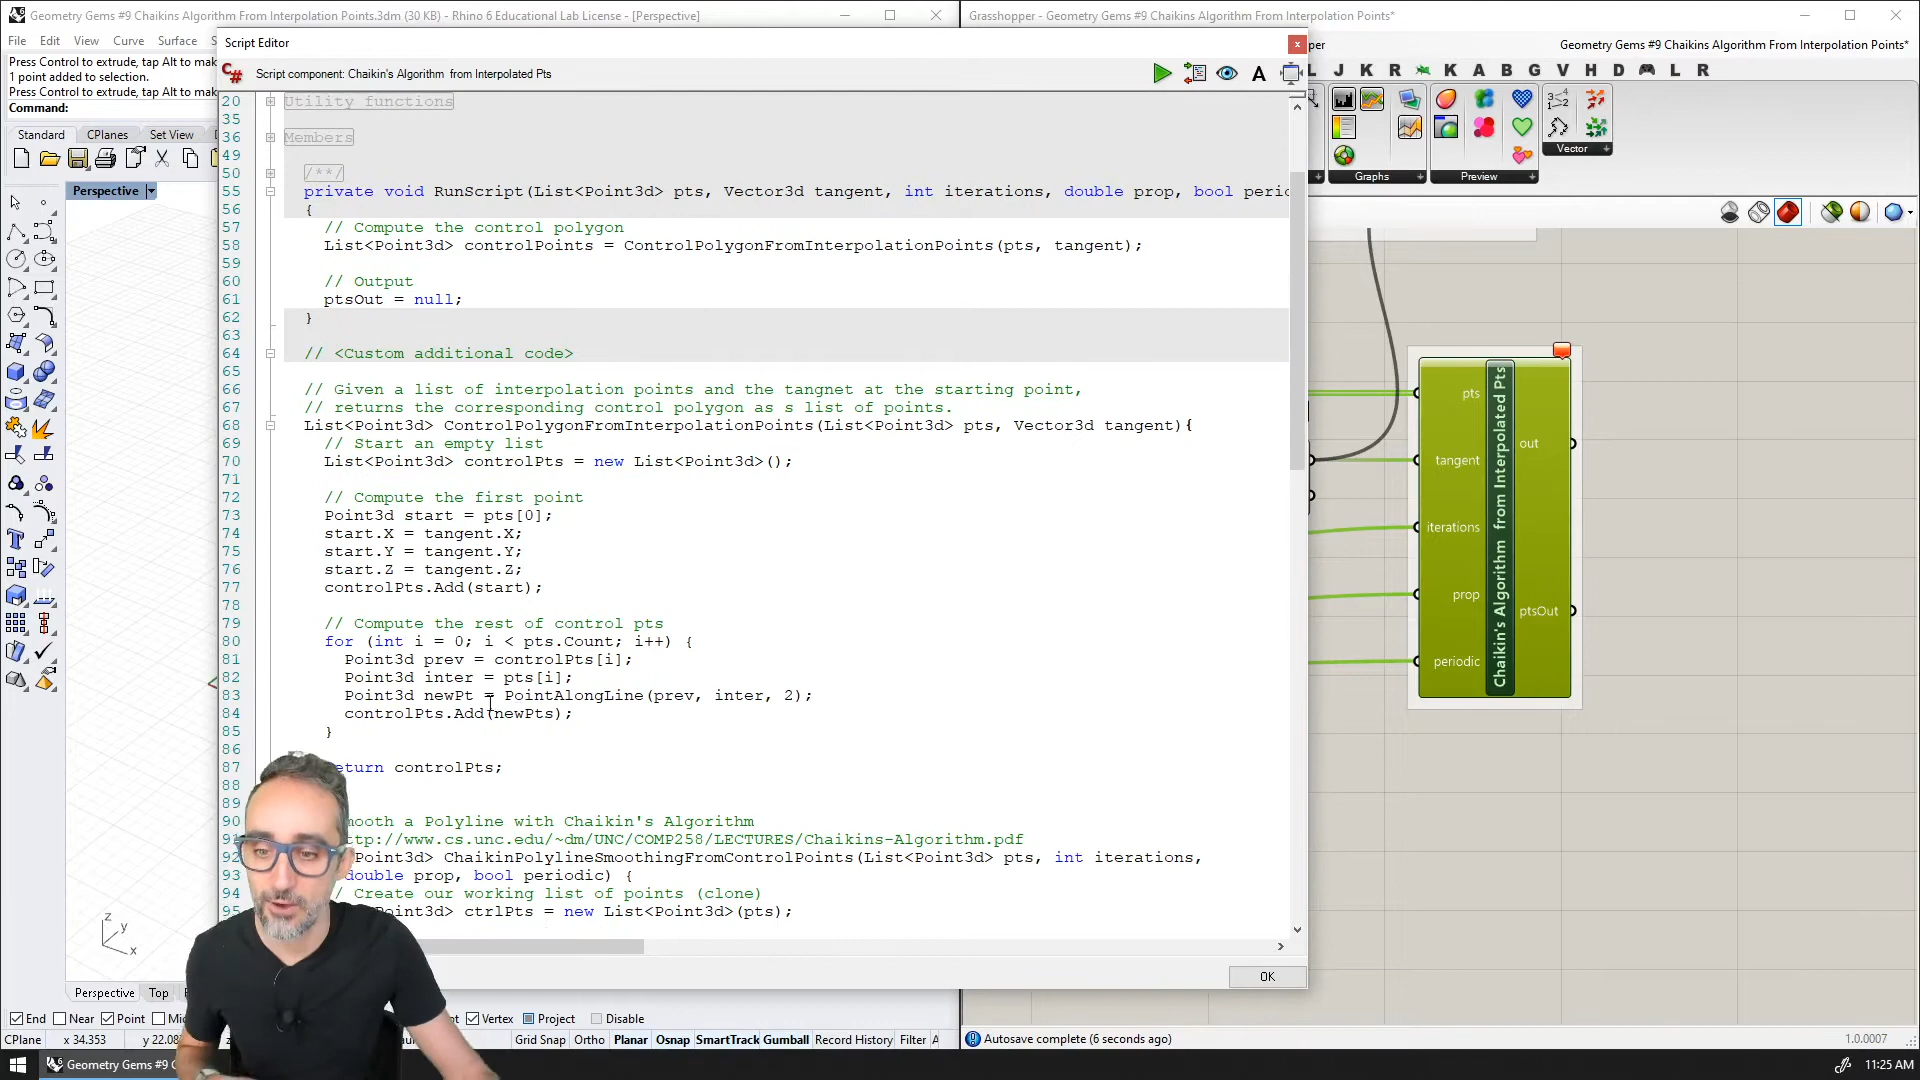 Geometry Gems #9 Chaikins Algorithm From Interpolation Points.3dm (30 KB) - Rhino 6 Educational Lab License - [Perspective]
Grasshopper - Geometry Gems #9 Chaikins Algorithm From Interpolation Points*
File Edit View Curve Surface
Script Editor
Geometry Gems #9 Chaikins Algorithm From Interpolation Points*
Press Control to extrude, tap Alt to mak
1 point added to selection.
Press Control to extrude, tap Alt to mak
Command:
C# Script component: Chaikin's Algorithm from Interpolated Pts
A
L J K R K A B G V H D L R
Standard CPlanes Set View
Perspective
Graphs Preview Vector
20 Utility functions
35
36 Members
49
50 /**/
55 private void RunScript(List<Point3d> pts, Vector3d tangent, int iterations, double prop, bool perio
56 {
57 // Compute the control polygon
58 List<Point3d> controlPoints = ControlPolygonFromInterpolationPoints(pts, tangent);
59
60 // Output
61 ptsOut = null;
62 }
63
64 // <Custom additional code>
65
66 // Given a list of interpolation points and the tangnet at the starting point,
67 // returns the corresponding control polygon as s list of points.
68 List<Point3d> ControlPolygonFromInterpolationPoints(List<Point3d> pts, Vector3d tangent){
69 // Start an empty list
70 List<Point3d> controlPts = new List<Point3d>();
71
72 // Compute the first point
73 Point3d start = pts[0];
74 start.X = tangent.X;
75 start.Y = tangent.Y;
76 start.Z = tangent.Z;
77 controlPts.Add(start);
78
79 // Compute the rest of control pts
80 for (int i = 0; i < pts.Count; i++) {
81 Point3d prev = controlPts[i];
82 Point3d inter = pts[i];
83 Point3d newPt = PointAlongLine(prev, inter, 2);
84 controlPts.Add(newPts);
85 }
86
87 return controlPts;
88
89
90 mooth a Polyline with Chaikin's Algorithm
91 ttp://www.cs.unc.edu/~dm/UNC/COMP258/LECTURES/Chaikins-Algorithm.pdf
92 Point3d> ChaikinPolylineSmoothingFromControlPoints(List<Point3d> pts, int iterations,
93 double prop, bool periodic) {
94 / Create our working list of points (clone)
95 Point3d> ctrlPts = new List<Point3d>(pts);
OK
pts
tangent
iterations
prop
periodic
Chaikin's Algorithm from Interpolated Pts
out
ptsOut
z
y
x
Perspective Top
End Near Point Vertex Project Disable
CPlane x 34.353 Grid Snap Ortho Planar Osnap SmartTrack Gumball Record History Filter
Autosave complete (6 seconds ago)
1.0.0007
Geometry Gems #9 C
11:25 AM